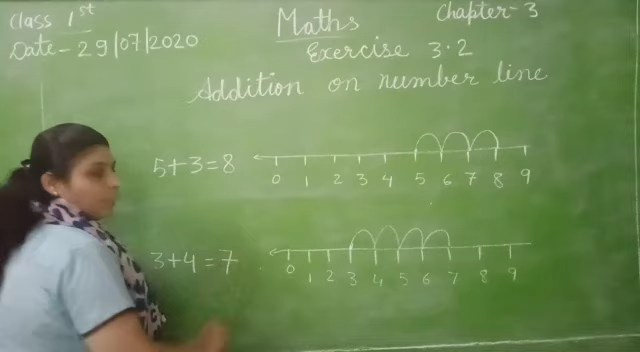 Class 1st
Maths
Chapter-3
Date-29/07/2020
Exercise 3.2
Addition on number line
5+3=8
0 1 2 3 4 5 6 7 8 9
3+4=7
0 1 2 3 4 5 6 7 8 9